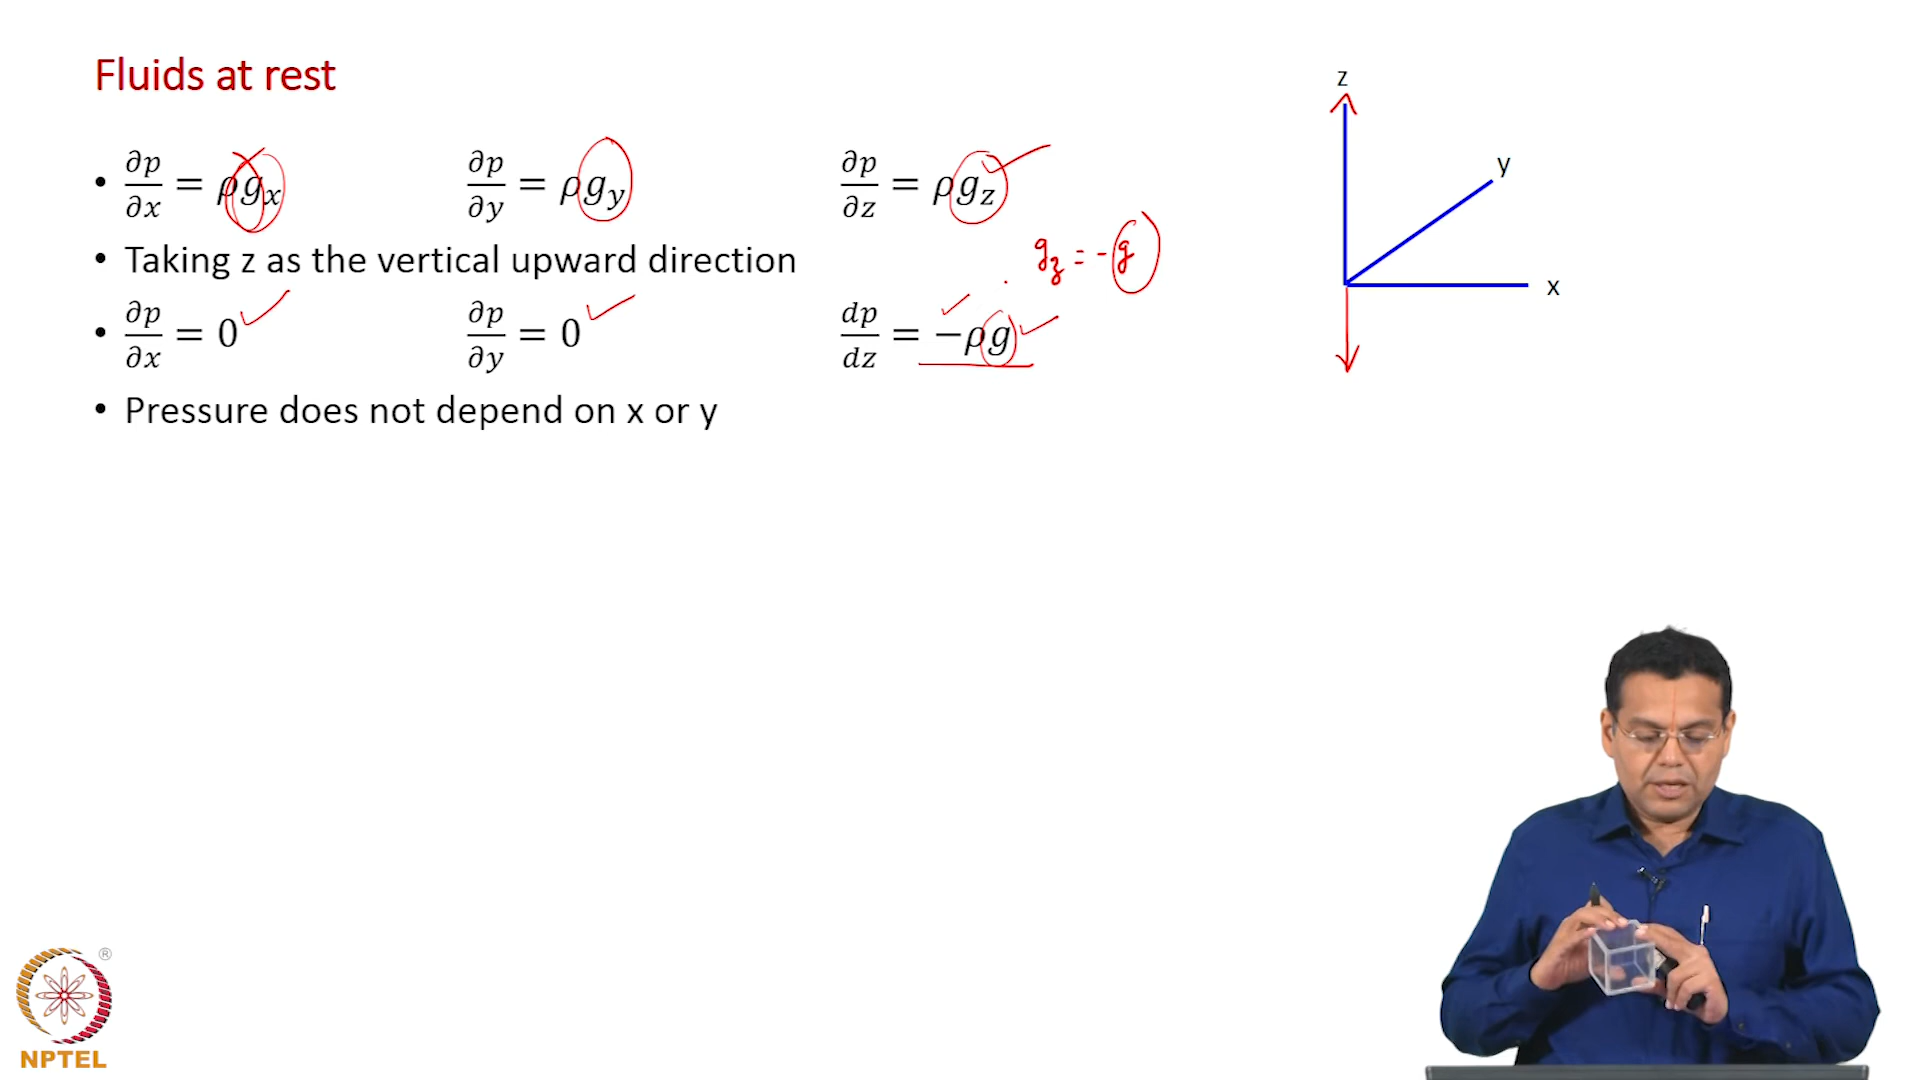 Fluids at rest
• ∂p/∂x = ρgₓ ∂p/∂y = ρg_y ∂p/∂z = ρg_z
g_z = -g
• Taking z as the vertical upward direction
• ∂p/∂x = 0 ∂p/∂y = 0 dp/dz = −ρg
• Pressure does not depend on x or y
z
y
x
®
NPTEL